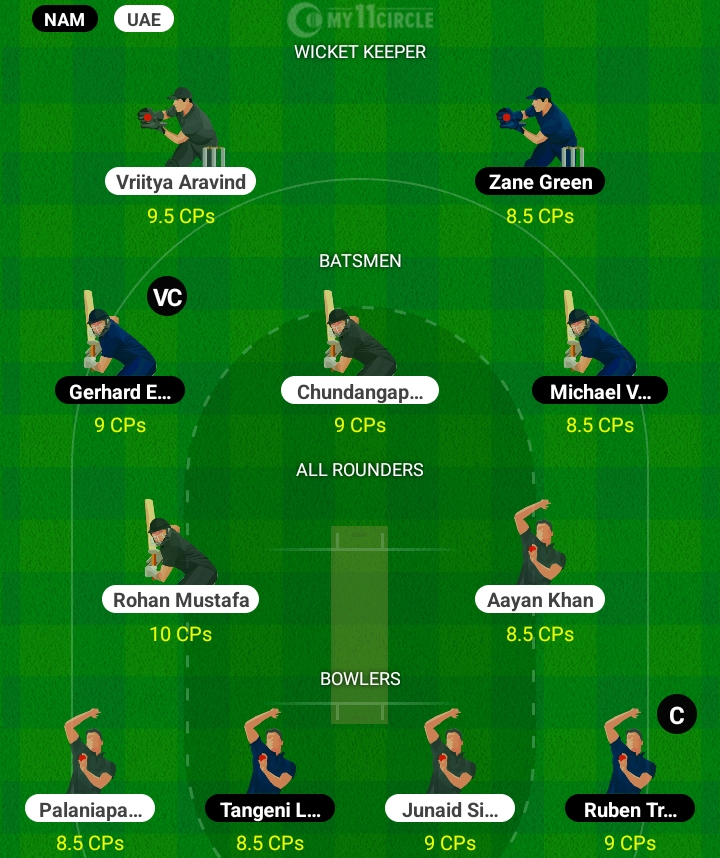 NAM UAE
MY11CIRCLE
WICKET KEEPER
Vriitya Aravind Zane Green
9.5 CPs 8.5 CPs
BATSMEN
VC
Gerhard E... Chundangap... Michael V...
9 CPs 9 CPs 8.5 CPs
ALL ROUNDERS
Rohan Mustafa Aayan Khan
10 CPs 8.5 CPs
BOWLERS
C
Palaniapa... Tangeni L... Junaid Si... Ruben Tr...
8.5 CPs 8.5 CPs 9 CPs 9 CPs